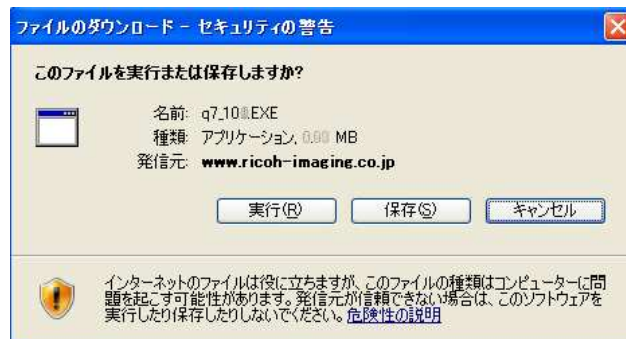 ファイルのダウンロード - セキュリティの警告
このファイルを実行または保存しますか?
名前: q7_10 .EXE
種類: アプリケーション, MB
発信元: www.ricoh-imaging.co.jp
実行(R) 保存(S) キャンセル
インターネットのファイルは役に立ちますが、このファイルの種類はコンピューターに問
題を起こす可能性があります。発信元が信頼できない場合は、このソフトウェアを
実行したり保存したりしないでください。危険性の説明